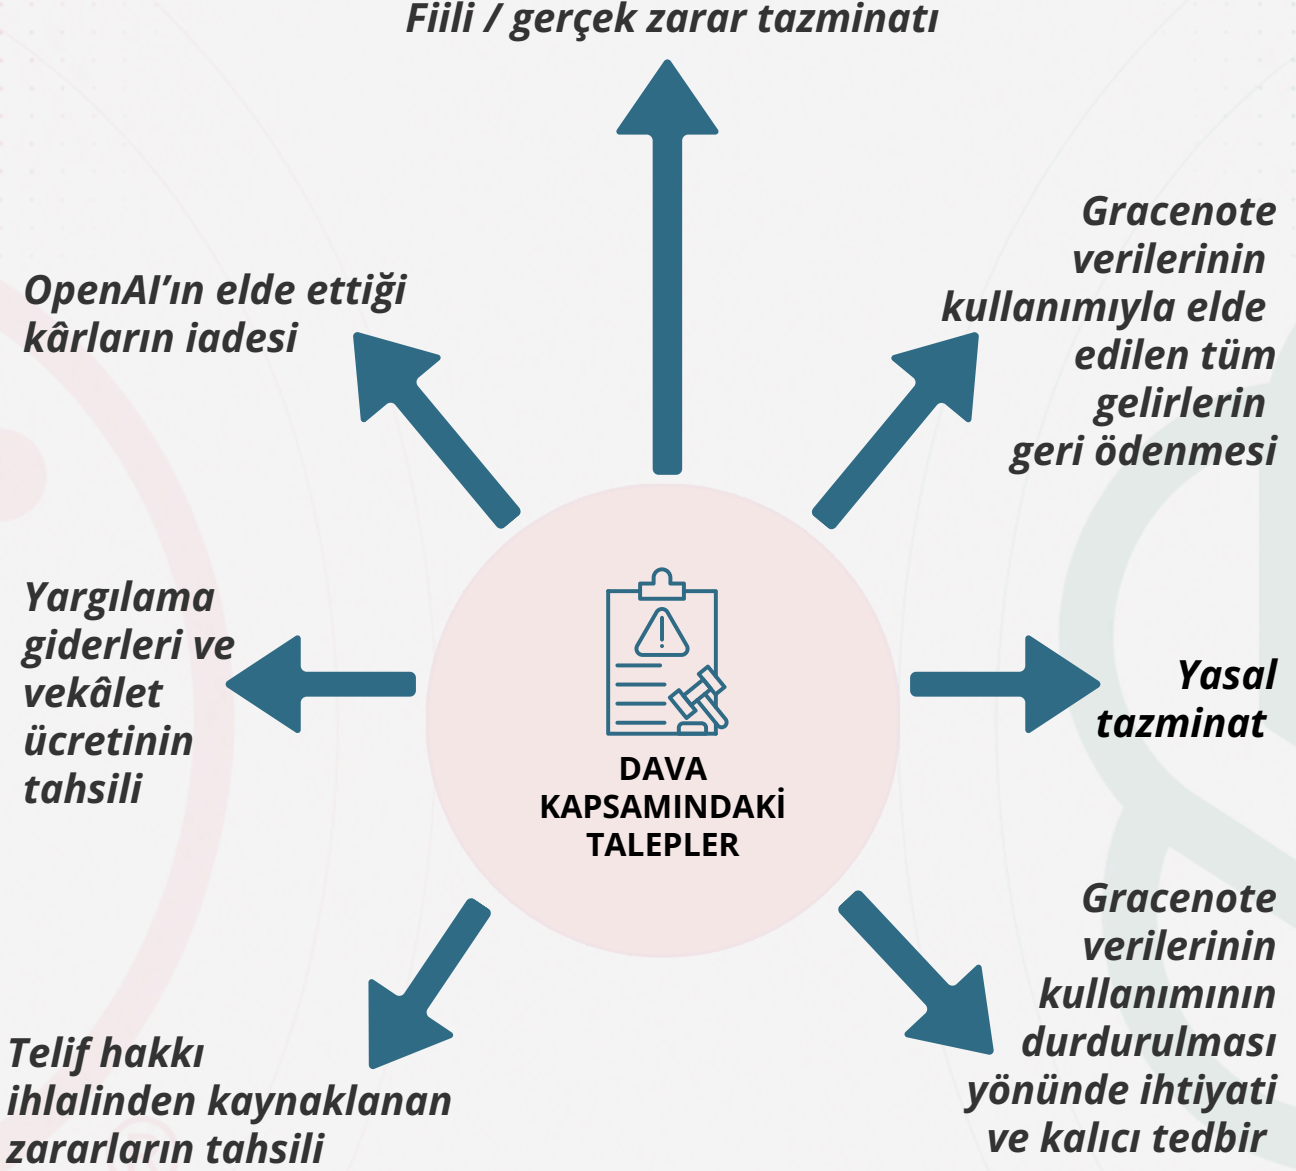 Fiili / gerçek zarar tazminatı
Gracenote
verilerinin
kullanımıyla elde
edilen tüm
gelirlerin
geri ödenmesi
OpenAI’ın elde ettiği
kârların iadesi
Yargılama
giderleri ve
vekâlet
ücretinin
tahsili
Yasal
tazminat
DAVA
KAPSAMINDAKİ
TALEPLER
Gracenote
verilerinin
kullanımının
durdurulması
yönünde ihtiyati
ve kalıcı tedbir
Telif hakkı
ihlalinden kaynaklanan
zararların tahsili